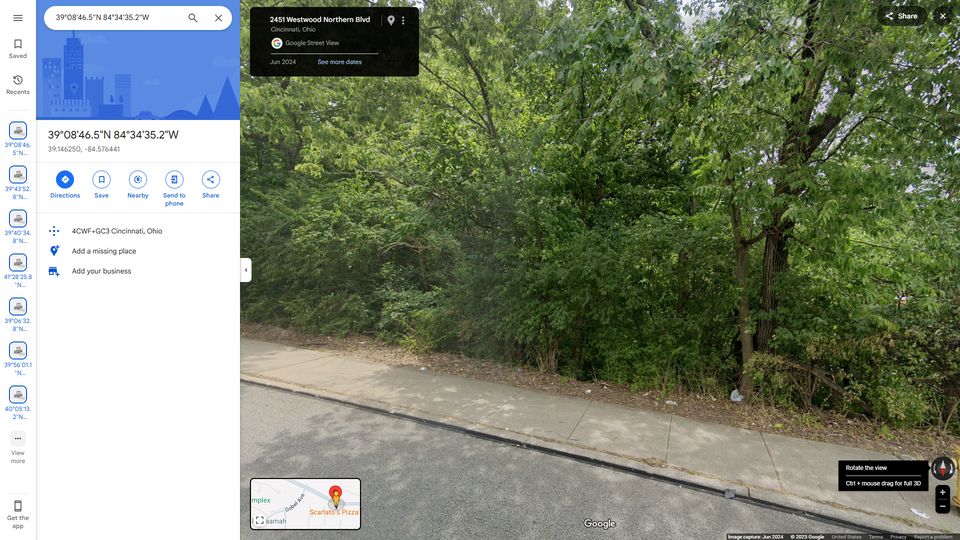 39°08'46.5"N 84°34'35.2"W
Saved
Recents
39°08'46.
5"N...
39°43'52.
8"N...
39°40'34.
8"N...
41°28'25.8
"N...
39°06'32.
8"N...
39°56'01.1
"N...
40°05'13.
2"N...
View
more
Get the
app
39°08'46.5"N 84°34'35.2"W
39.146250, -84.576441
Directions
Save
Nearby
Send to
phone
Share
4CWF+GC3 Cincinnati, Ohio
Add a missing place
Add your business
2451 Westwood Northern Blvd
Cincinnati, Ohio
Google Street View
Jun 2024 See more dates
Share
mplex
Gobel Ave
Scarlato's Pizza
aamah
Rotate the view
Ctrl + mouse drag for full 3D
Google
Image capture: Jun 2024 © 2025 Google United States Terms Privacy Report a problem